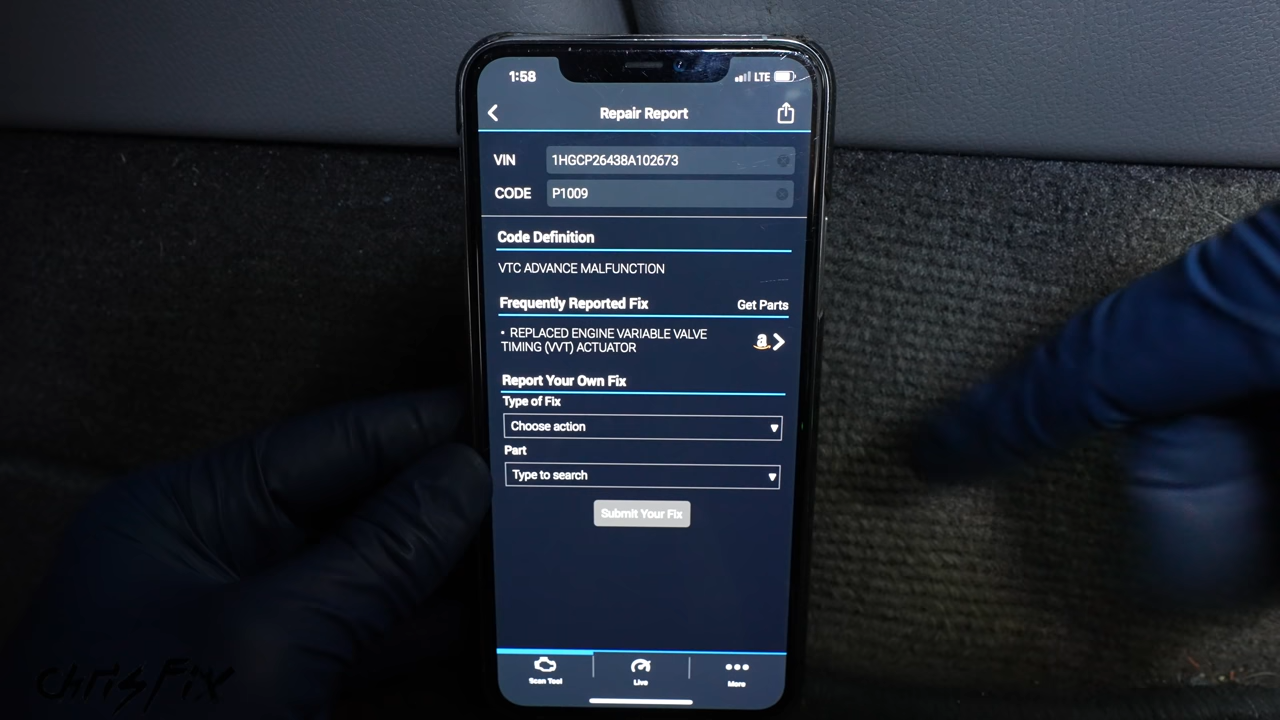 1:58 LTE
Repair Report
VIN 1HGCP26438A102673
CODE P1009
Code Definition
VTC ADVANCE MALFUNCTION
Frequently Reported Fix Get Parts
• REPLACED ENGINE VARIABLE VALVE
TIMING (VVT) ACTUATOR
a
Report Your Own Fix
Type of Fix
Choose action
Part
Type to search
Submit Your Fix
Scan Tool Live More
ChrisFix